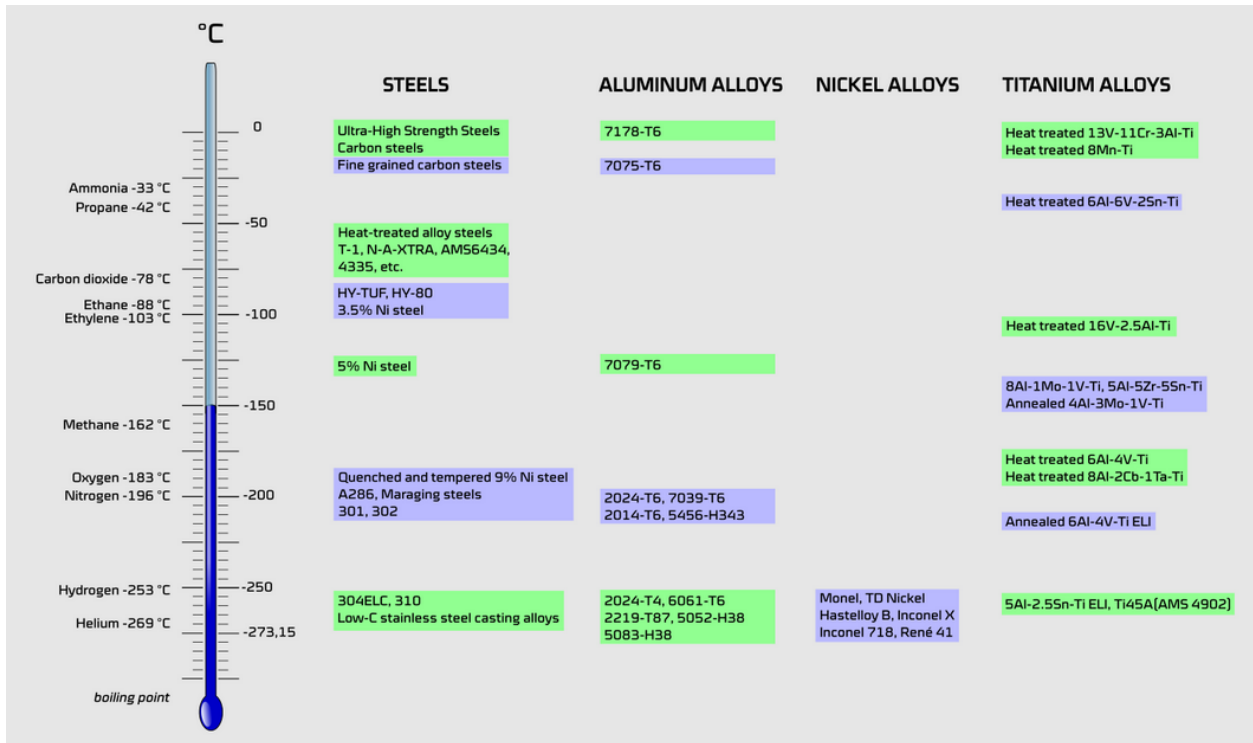 °C
STEELS
ALUMINUM ALLOYS
NICKEL ALLOYS
TITANIUM ALLOYS
0
-50
-100
-150
-200
-250
-273,15
Ammonia -33 °C
Propane -42 °C
Carbon dioxide -78 °C
Ethane -88 °C
Ethylene -103 °C
Methane -162 °C
Oxygen -183 °C
Nitrogen -196 °C
Hydrogen -253 °C
Helium -269 °C
boiling point
Ultra-High Strength Steels
Carbon steels
Fine grained carbon steels
Heat-treated alloy steels
T-1, N-A-XTRA, AMS6434,
4335, etc.
HY-TUF, HY-80
3.5% Ni steel
5% Ni steel
Quenched and tempered 9% Ni steel
A286, Maraging steels
301, 302
304ELC, 310
Low-C stainless steel casting alloys
7178-T6
7075-T6
7079-T6
2024-T6, 7039-T6
2014-T6, 5456-H343
2024-T4, 6061-T6
2219-T87, 5052-H38
5083-H38
Monel, TD Nickel
Hastelloy B, Inconel X
Inconel 718, René 41
Heat treated 13V-11Cr-3Al-Ti
Heat treated 8Mn-Ti
Heat treated 6Al-6V-2Sn-Ti
Heat treated 16V-2.5Al-Ti
8Al-1Mo-1V-Ti, 5Al-5Zr-5Sn-Ti
Annealed 4Al-3Mo-1V-Ti
Heat treated 6Al-4V-Ti
Heat treated 8Al-2Cb-1Ta-Ti
Annealed 6Al-4V-Ti ELI
5Al-2.5Sn-Ti ELI, Ti45A(AMS 4902)